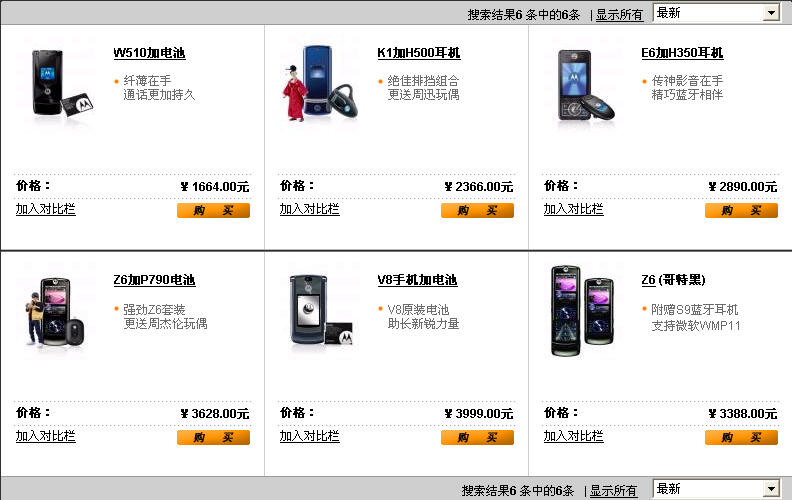 搜索结果6 条中的6条 | 显示所有 最新
W510加电池
纤薄在手
通话更加持久
价格： ¥ 1664.00元
加入对比栏 购 买
K1加H500耳机
绝佳排挡组合
更送周迅玩偶
价格： ¥ 2366.00元
加入对比栏 购 买
E6加H350耳机
传神影音在手
精巧蓝牙相伴
价格： ¥ 2890.00元
加入对比栏 购 买
Z6加P790电池
强劲Z6套装
更送周杰伦玩偶
价格： ¥ 3628.00元
加入对比栏 购 买
V8手机加电池
V8原装电池
助长新锐力量
价格： ¥ 3999.00元
加入对比栏 购 买
Z6 (哥特黑)
附赠S9蓝牙耳机
支持微软WMP11
价格： ¥ 3388.00元
加入对比栏 购 买
搜索结果6 条中的6条 | 显示所有 最新